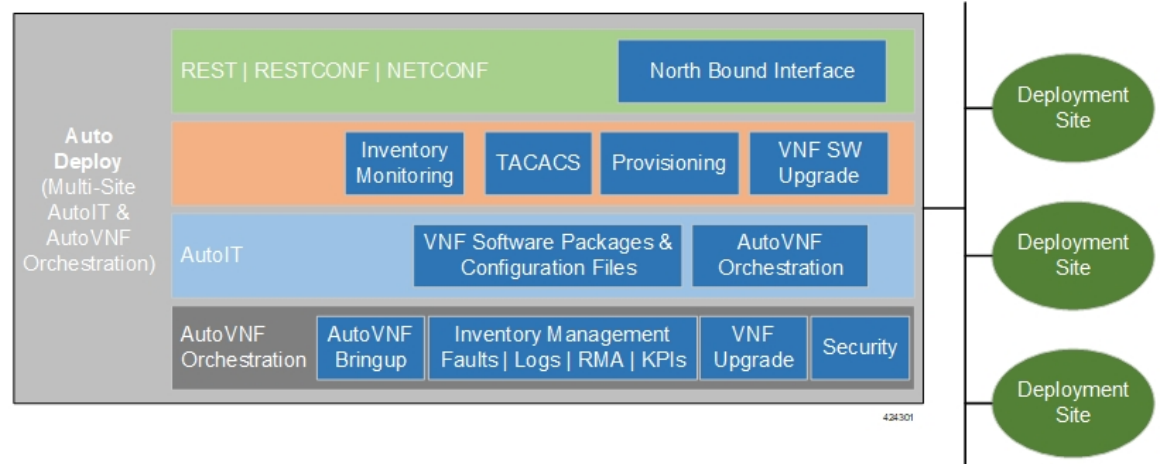 Auto
Deploy
(Multi-Site
AutoIT &
AutoVNF
Orchestration)
REST | RESTCONF | NETCONF
North Bound Interface
Inventory
Monitoring
TACACS
Provisioning
VNF SW
Upgrade
AutoIT
VNF Software Packages &
Configuration Files
AutoVNF
Orchestration
AutoVNF
Orchestration
AutoVNF
Bringup
Inventory Management
Faults | Logs | RMA | KPIs
VNF
Upgrade
Security
424301
Deployment
Site
Deployment
Site
Deployment
Site